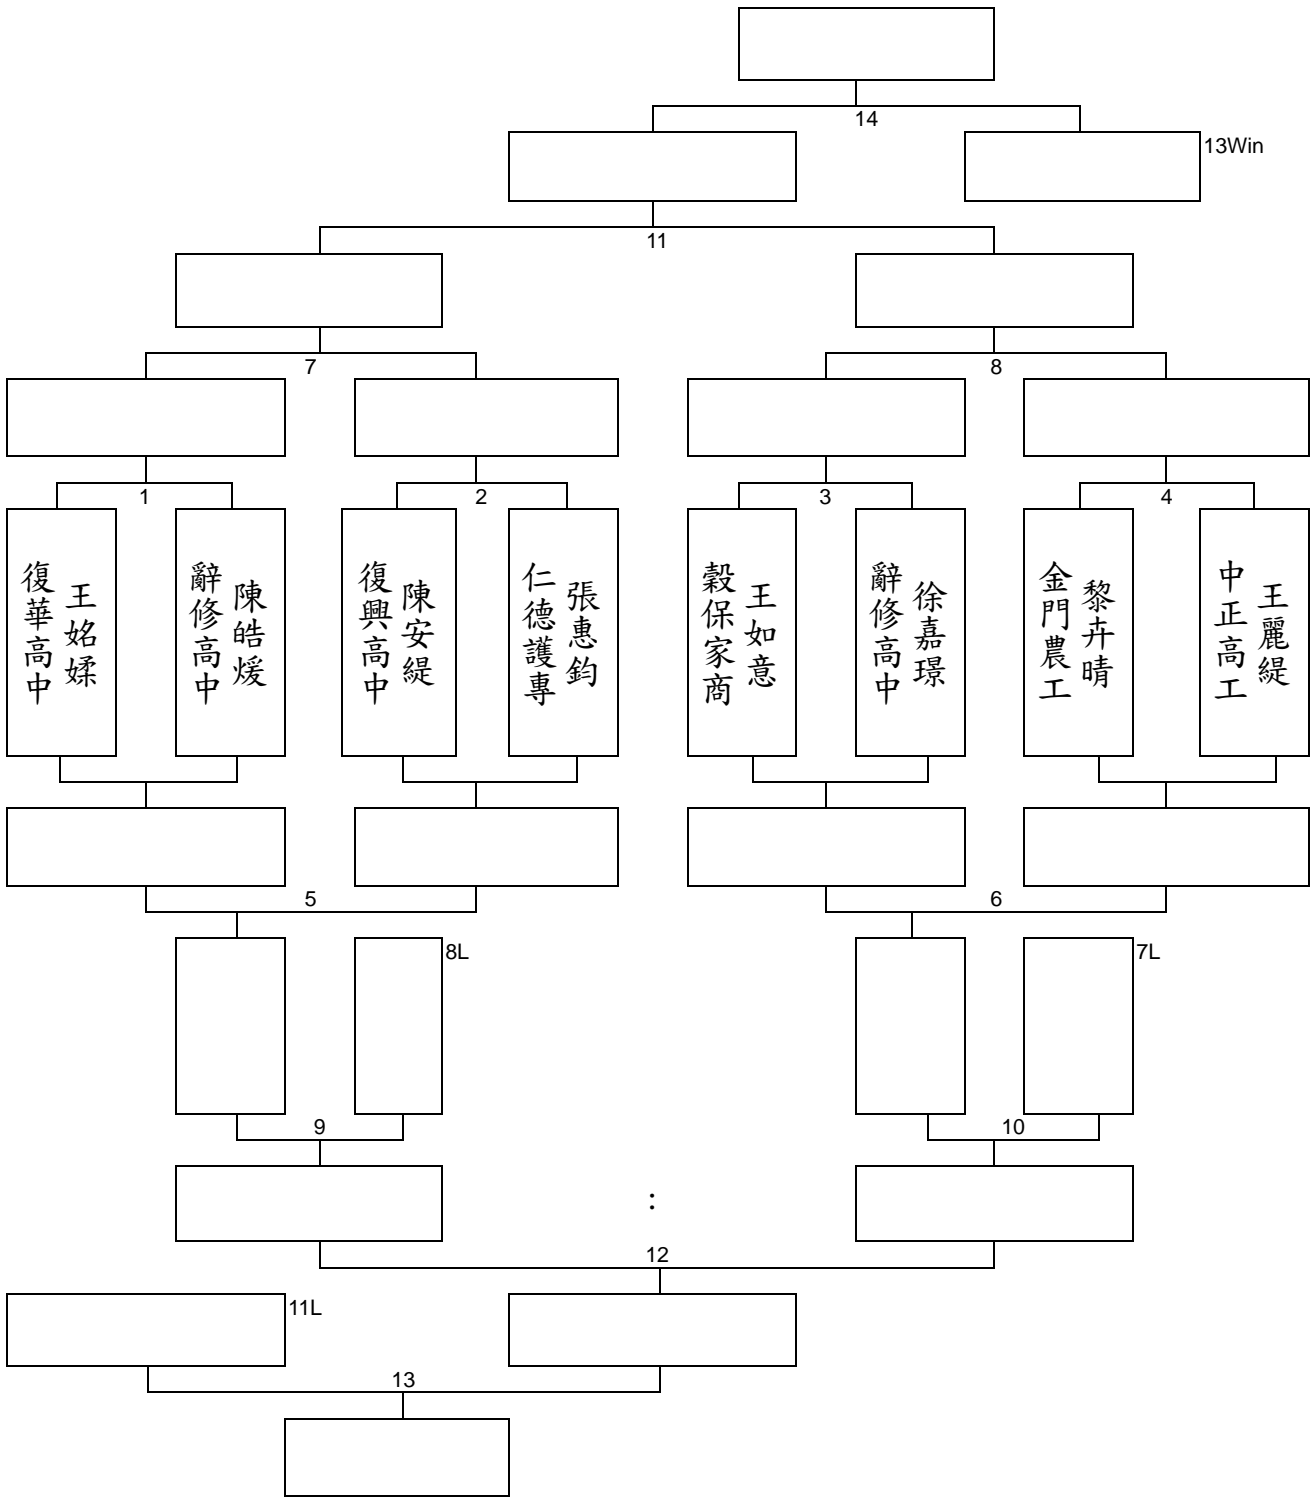 14
13Win
11
7
8
1
2
3
4
復華高中
王姳媃
辭修高中
陳皓煖
復興高中
陳安緹
仁德護專
張惠鈞
穀保家商
王如意
辭修高中
徐嘉璟
金門農工
黎卉晴
中正高工
王麗緹
5
6
8L
7L
9
10
:
12
11L
13